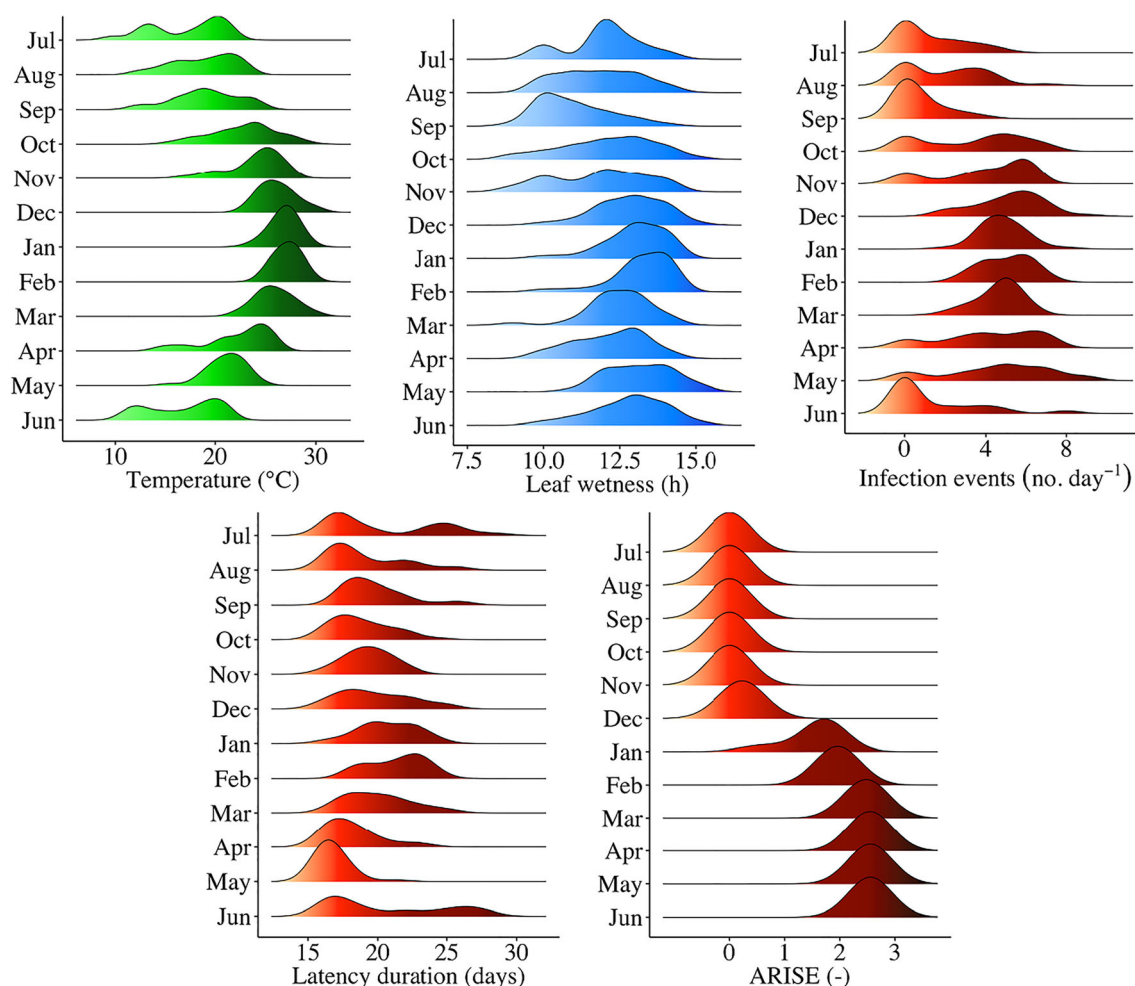 Jul
Aug
Sep
Oct
Nov
Dec
Jan
Feb
Mar
Apr
May
Jun
10 20 30
Temperature (°C)
Jul
Aug
Sep
Oct
Nov
Dec
Jan
Feb
Mar
Apr
May
Jun
7.5 10.0 12.5 15.0
Leaf wetness (h)
Jul
Aug
Sep
Oct
Nov
Dec
Jan
Feb
Mar
Apr
May
Jun
0 4 8
Infection events (no. day⁻¹)
Jul
Aug
Sep
Oct
Nov
Dec
Jan
Feb
Mar
Apr
May
Jun
15 20 25 30
Latency duration (days)
Jul
Aug
Sep
Oct
Nov
Dec
Jan
Feb
Mar
Apr
May
Jun
0 1 2 3
ARISE (-)